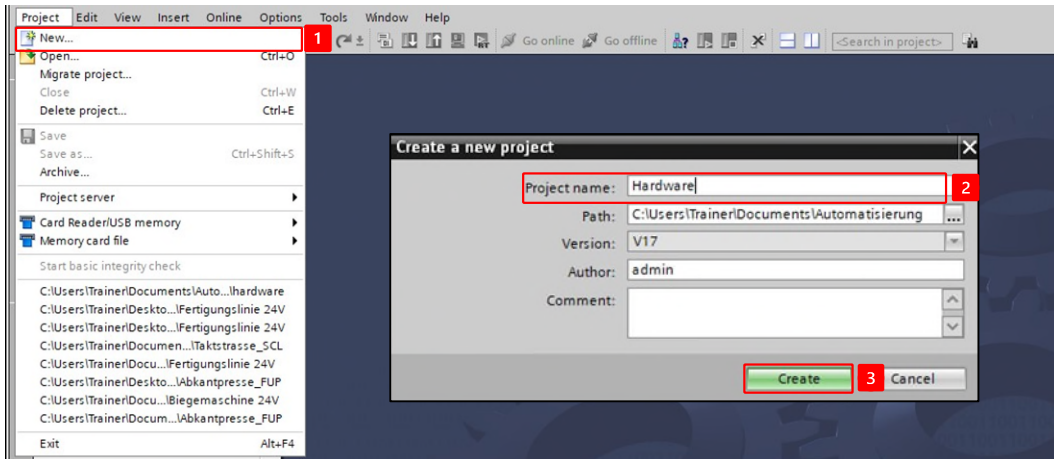 Project Edit View Insert Online Options Tools Window Help
New... 1
Go online Go offline <Search in project>
Open... Ctrl+O
Migrate project...
Close Ctrl+W
Delete project... Ctrl+E
Save
Save as... Ctrl+Shift+S
Archive...
Project server
Card Reader/USB memory
Memory card file
Start basic integrity check
C:\Users\Trainer\Documents\Auto...\hardware
C:\Users\Trainer\Deskto...\Fertigungslinie 24V
C:\Users\Trainer\Deskto...\Fertigungslinie 24V
C:\Users\Trainer\Documen...\Taktstrasse_SCL
C:\Users\Trainer\Docu...\Fertigungslinie 24V
C:\Users\Trainer\Deskto...\Abkantpresse_FUP
C:\Users\Trainer\Docu...\Biegemaschine 24V
C:\Users\Trainer\Docum...\Abkantpresse_FUP
Exit Alt+F4
Create a new project
Project name: Hardware 2
Path: C:\Users\Trainer\Documents\Automatisierung ...
Version: V17
Author: admin
Comment:
Create 3 Cancel